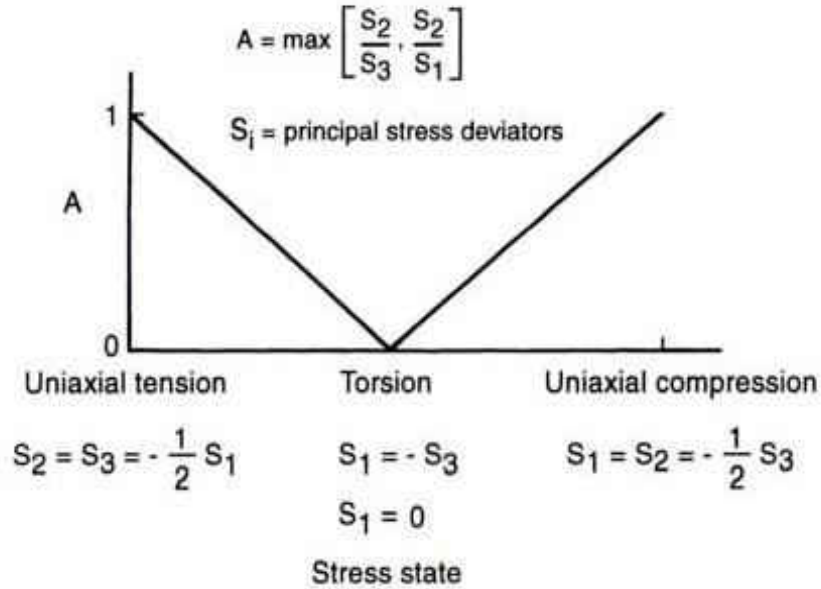 A = max [ S2/S3 , S2/S1 ]
Si = principal stress deviators
1
A
0
Uniaxial tension
Torsion
Uniaxial compression
S2 = S3 = - 1/2 S1
S1 = - S3
S1 = S2 = - 1/2 S3
S1 = 0
Stress state